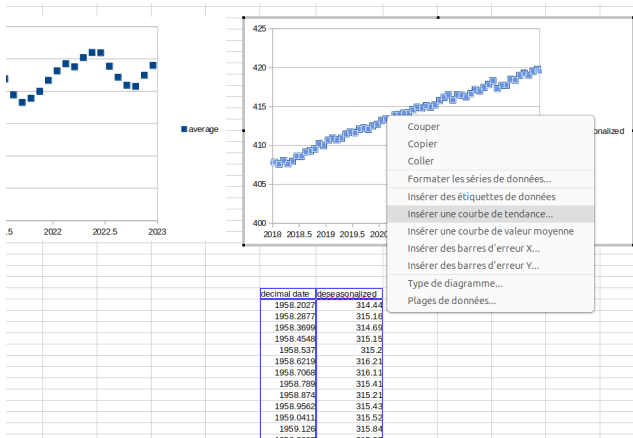 425
420
415
410
405
400
2018 2018.5 2019 2019.5
average
.5 2022 2022.5 2023
Couper
Copier
Coller
Formater les séries de données...
Insérer des étiquettes de données
Insérer une courbe de tendance...
Insérer une courbe de valeur moyenne
Insérer des barres d'erreur X...
Insérer des barres d'erreur Y...
Type de diagramme...
Plages de données...
decimal date deseasonalized
1958.2027 314.44
1958.2877 315.16
1958.3699 314.69
1958.4548 315.15
1958.537 315.2
1958.6219 316.21
1958.7068 316.11
1958.789 315.41
1958.874 315.21
1958.9562 315.43
1959.0411 315.52
1959.126 315.84